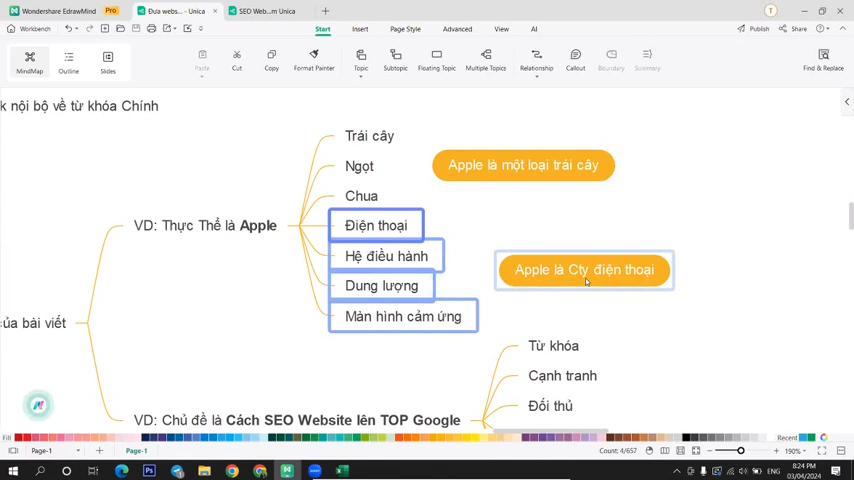 Wondershare EdrawMind Pro
Đưa webs... - Unica
SEO Web...m Unica
T
Workbench
Start Insert Page Style Advanced View AI
Publish Share
MindMap Outline Slides Paste Cut Copy Format Painter Topic Subtopic Floating Topic Multiple Topics Relationship Callout Boundary Summary Find & Replace
k nội bộ về từ khóa Chính
Trái cây
Ngọt
Apple là một loại trái cây
Chua
VD: Thực Thể là Apple
Điện thoại
Hệ điều hành
Apple là Cty điện thoại
Dung lượng
Màn hình cảm ứng
ủa bài viết
Từ khóa
Cạnh tranh
Đối thủ
VD: Chủ đề là Cách SEO Website lên TOP Google
Fill
Recent
Page-1
Page-1
Count: 4/657
190%
ENG
8:24 PM
03/04/2024